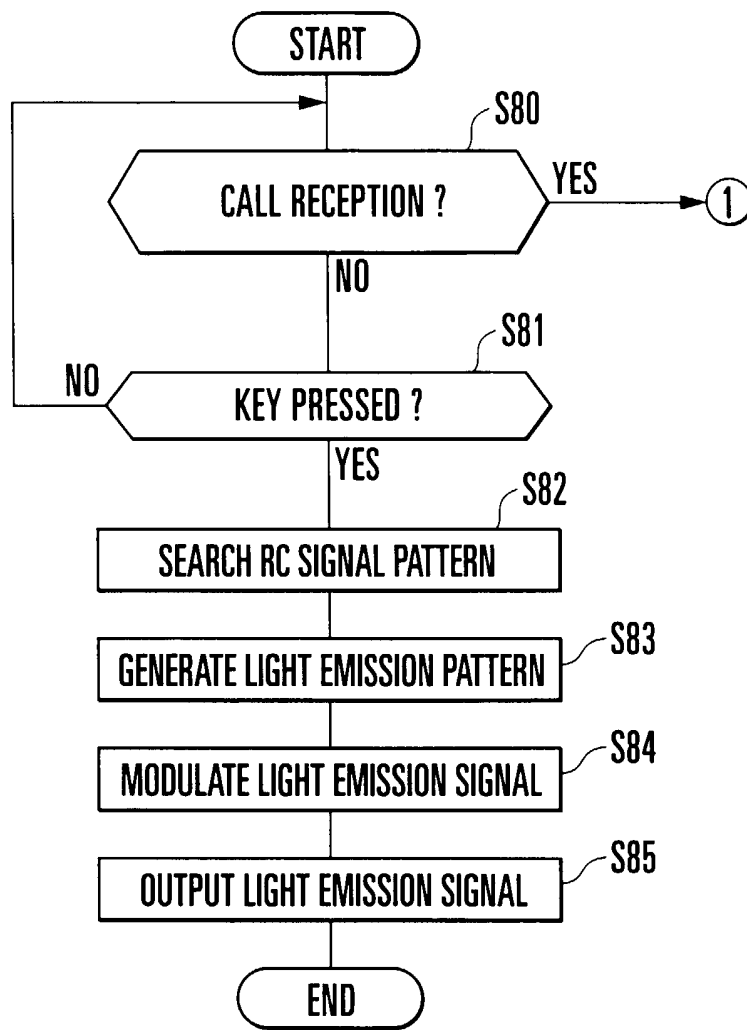 START
S80
CALL RECEPTION ?
YES
1
NO
S81
NO
KEY PRESSED ?
YES
S82
SEARCH RC SIGNAL PATTERN
S83
GENERATE LIGHT EMISSION PATTERN
S84
MODULATE LIGHT EMISSION SIGNAL
S85
OUTPUT LIGHT EMISSION SIGNAL
END